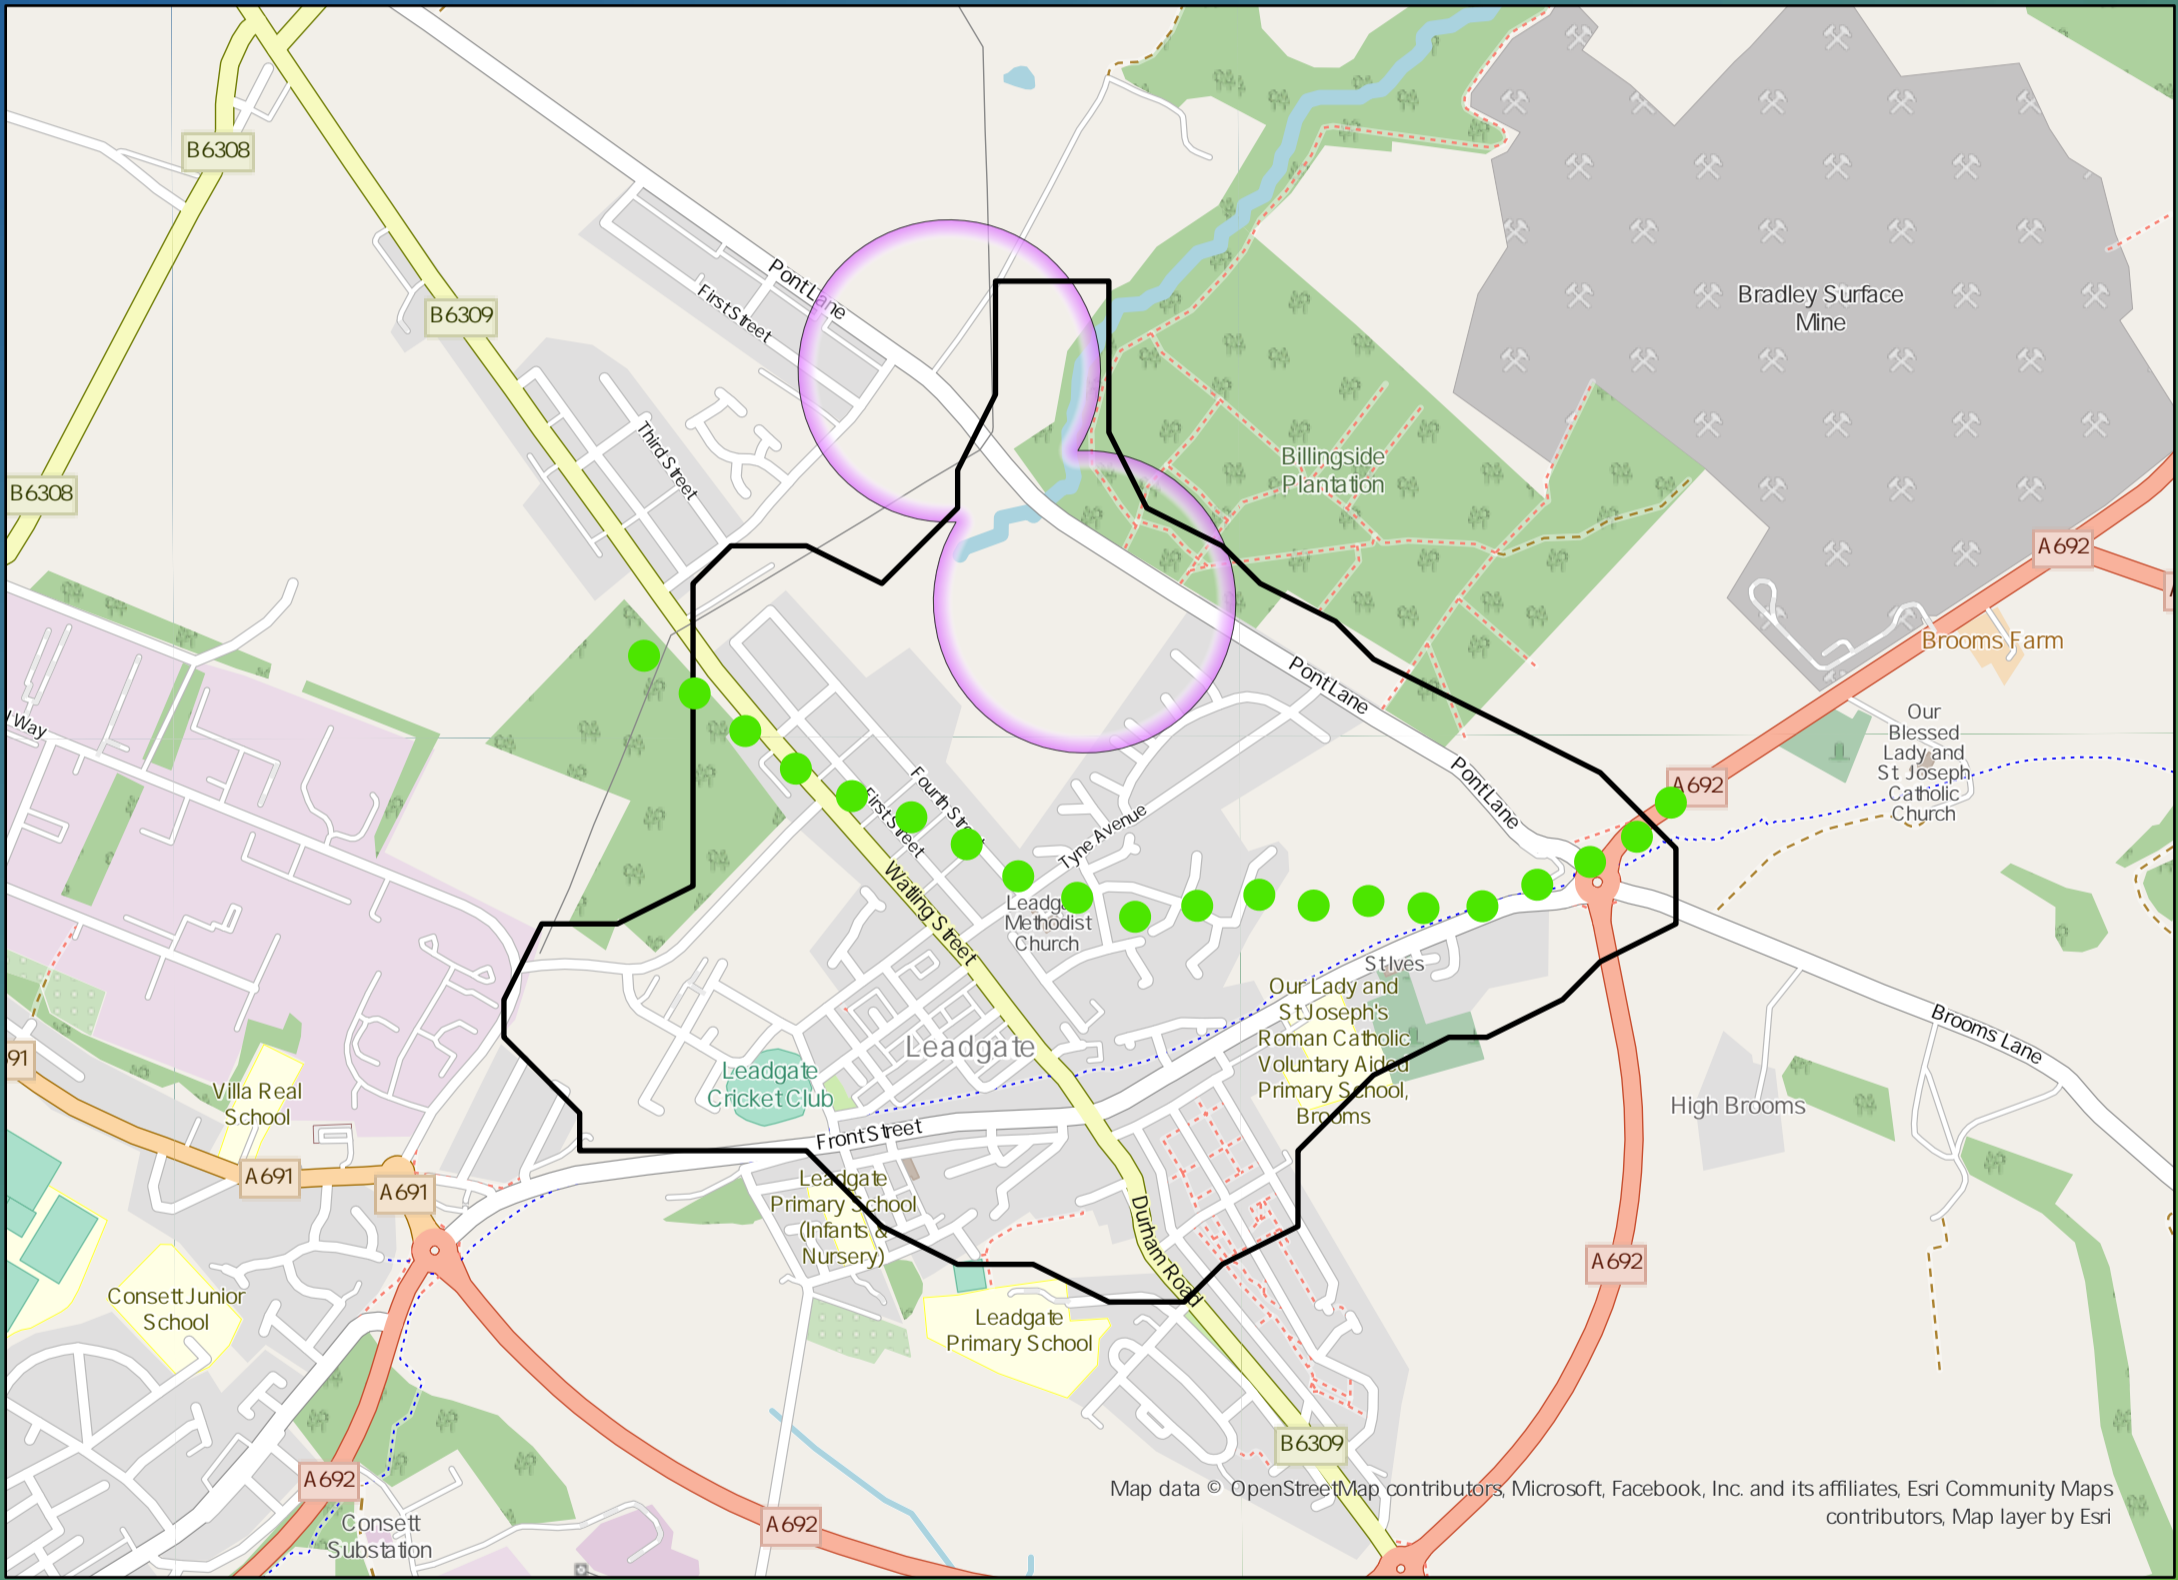 B6308
Pont Lane
First Street
B6309
Bradley Surface
Mine
Third Street
Billingside
Plantation
B6308
A692
Brooms Farm
Pont Lane
Way
Our
Blessed
Lady and
St Joseph
Catholic
Church
A692
Pont Lane
Fourth Street
First Street
Tyne Avenue
Watling Street
Leadgate
Methodist
Church
St Ives
Our Lady and
St Joseph's
Roman Catholic
Voluntary Aided
Primary School,
Brooms
Brooms Lane
Leadgate
91
Leadgate
Cricket Club
Villa Real
School
High Brooms
Front Street
A691
A691
Leadgate
Primary School
(Infants &
Nursery)
Durham Road
A692
Consett Junior
School
Leadgate
Primary School
B6309
A692
A692
Consett
Substation
Map data © OpenStreetMap contributors, Microsoft, Facebook, Inc. and its affiliates, Esri Community Maps
contributors, Map layer by Esri